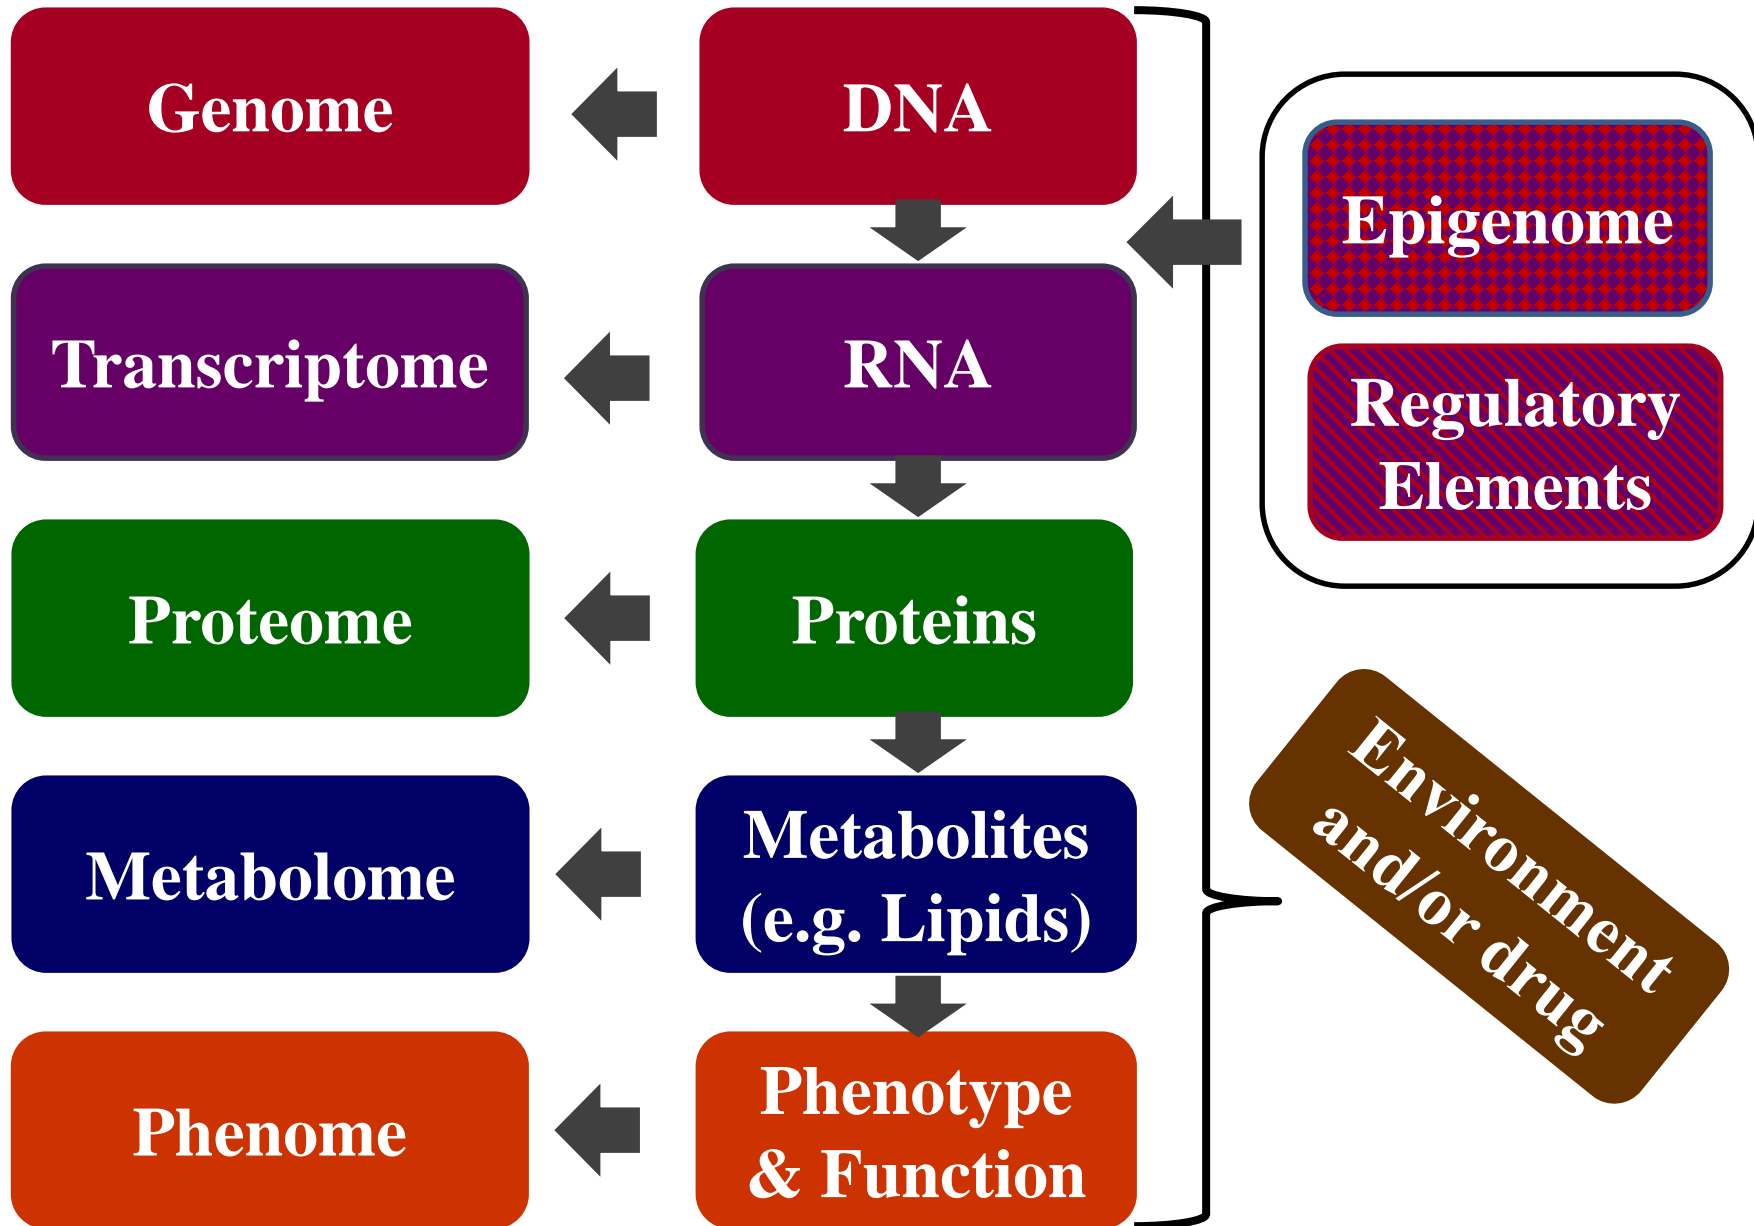 Genome
DNA
Epigenome
Transcriptome
RNA
Regulatory
Elements
Proteome
Proteins
Environment
and/or drug
Metabolome
Metabolites
(e.g. Lipids)
Phenome
Phenotype
& Function